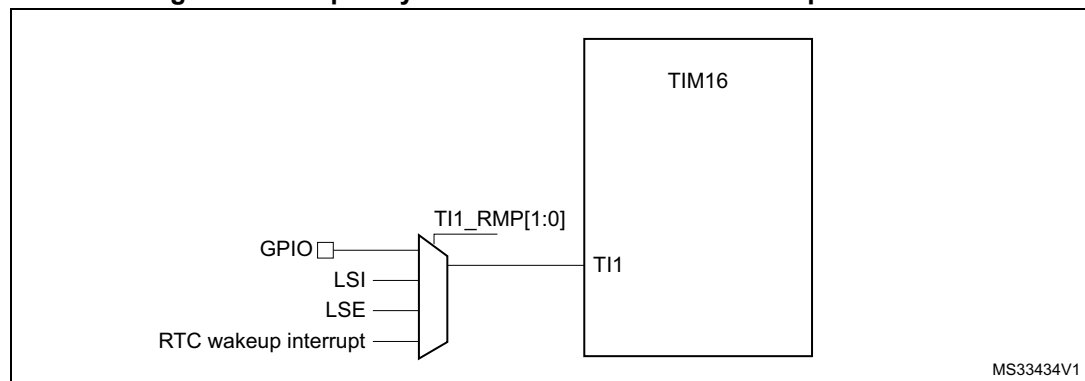 TIM16
TI1_RMP[1:0]
GPIO
TI1
LSI
LSE
RTC wakeup interrupt
MS33434V1